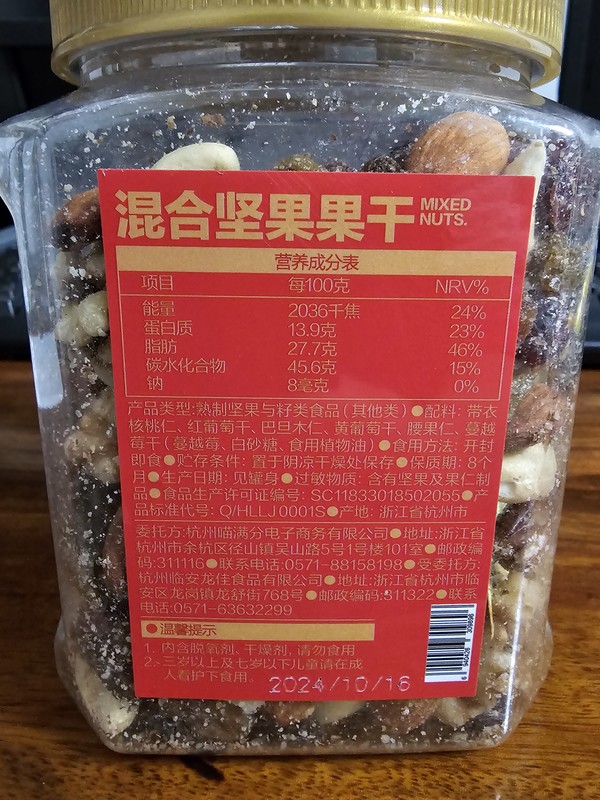 混合坚果果干 MIXED NUTS.
营养成分表
项目 每100克 NRV%
能量 2036千焦 24%
蛋白质 13.9克 23%
脂肪 27.7克 46%
碳水化合物 45.6克 15%
钠 8毫克 0%
产品类型:熟制坚果与籽类食品(其他类)●配料: 带衣
核桃仁、红葡萄干、巴旦木仁、黄葡萄干、腰果仁、蔓越
莓干(蔓越莓、白砂糖、食用植物油)●食用方法: 开封
即食●贮存条件: 置于阴凉干燥处保存●保质期: 8个
月●生产日期: 见罐身●过敏物质: 含有坚果及果仁制
品●食品生产许可证编号: SC11833018502055●产
品标准代号: Q/HLLJ 0001S●产地: 浙江省杭州市
委托方:杭州喵满分电子商务有限公司●地址:浙江省
杭州市余杭区径山镇吴山路5号1号楼101室●邮政编
码:311116●联系电话:0571-88158198●受委托方:
杭州临安龙佳食品有限公司●地址:浙江省杭州市临
安区龙岗镇龙舒街768号●邮政编码:311322●联系
电话:0571-63632299
●温馨提示
1. 内含脱氧剂、干燥剂, 请勿食用
2. 三岁以上及七岁以下儿童请在成
人看护下食用。
2024/10/16